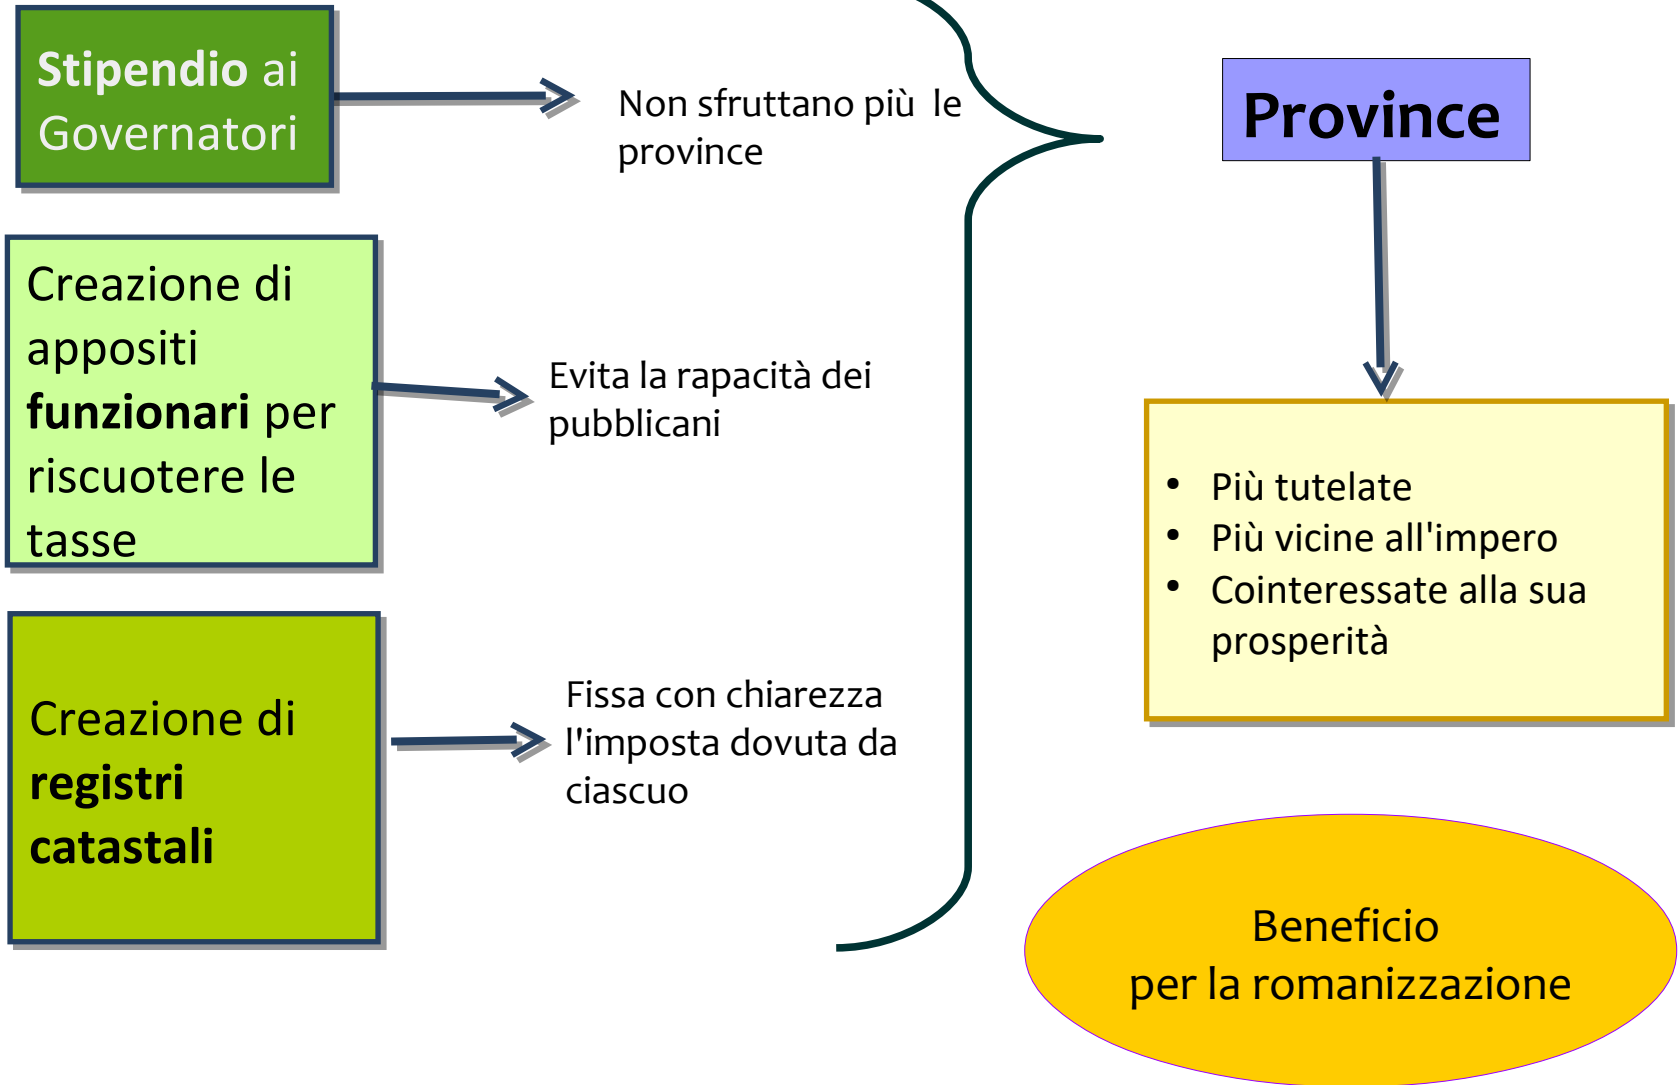 Stipendio ai
Governatori
Non sfruttano più le
province
Creazione di
appositi
funzionari per
riscuotere le
tasse
Evita la rapacità dei
pubblicani
Creazione di
registri
catastali
Fissa con chiarezza
l'imposta dovuta da
ciascuo
Province
• Più tutelate
• Più vicine all'impero
• Cointeressate alla sua
prosperità
Beneficio
per la romanizzazione